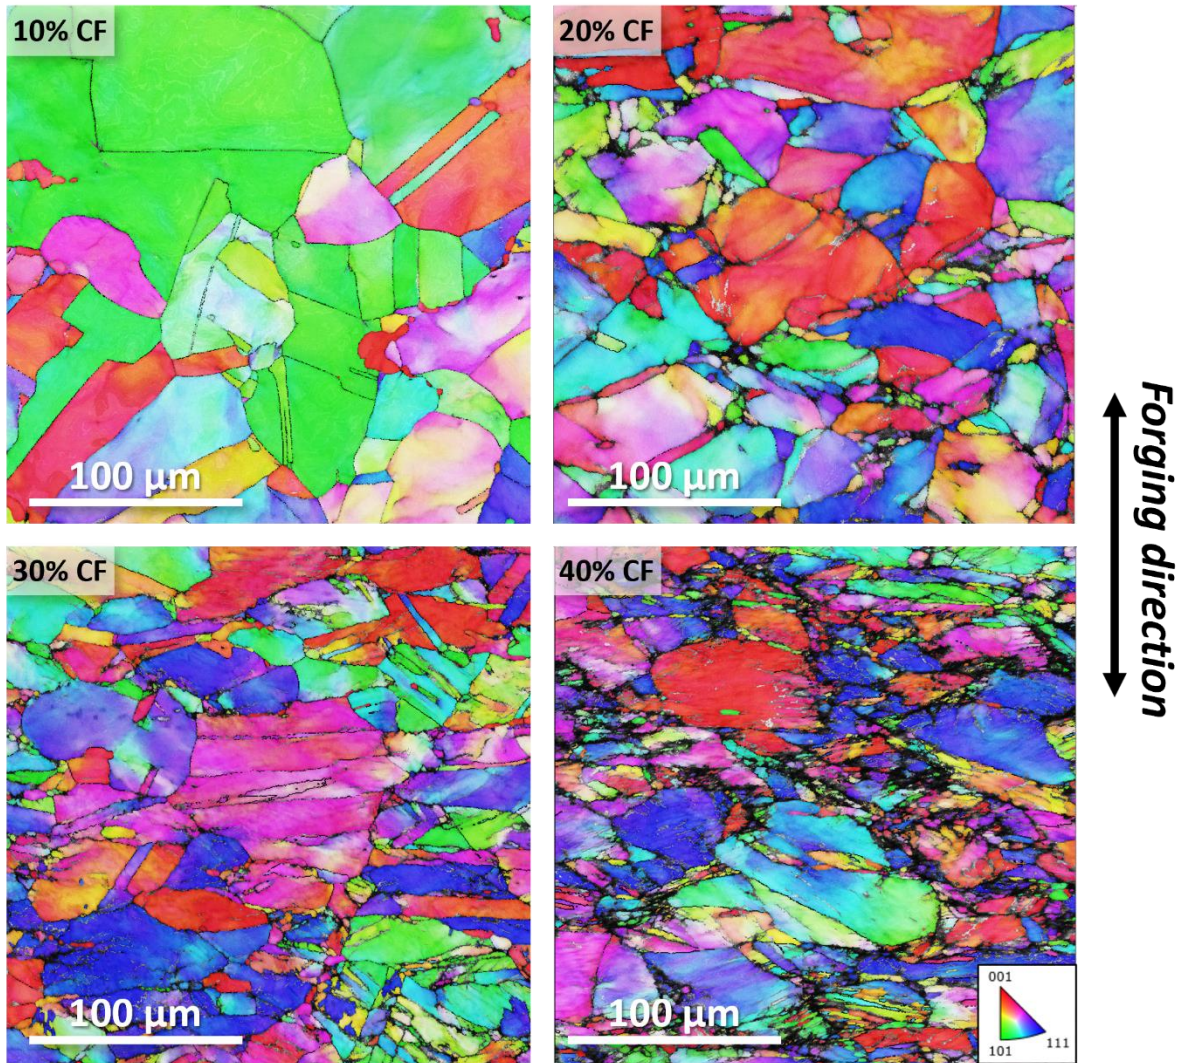 10% CF
20% CF
100 µm
100 µm
Forging direction
30% CF
40% CF
100 µm
100 µm
001
101
111